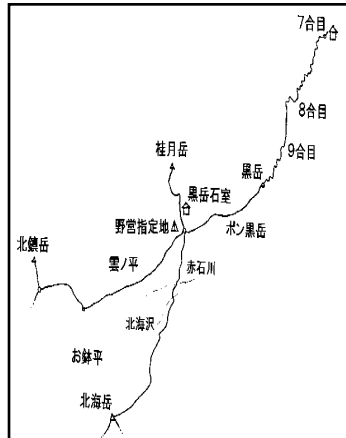 7合目
8合目
9合目
桂月岳
黒岳
黒岳石室
野営指定地
ポン黒岳
北鎮岳
雲ノ平
赤石川
北海沢
お鉢平
北海岳